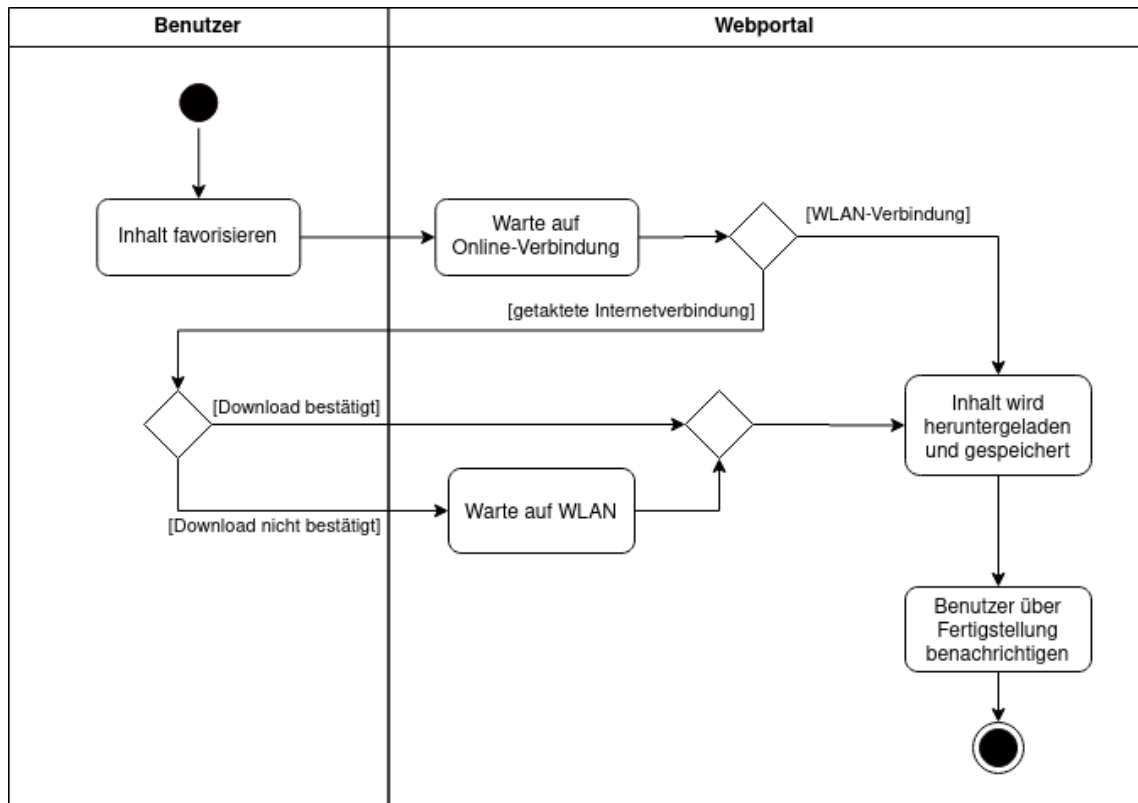 Benutzer
Webportal
Inhalt favorisieren
Warte auf
Online-Verbindung
[WLAN-Verbindung]
[getaktete Internetverbindung]
[Download bestätigt]
Inhalt wird
heruntergeladen
und gespeichert
[Download nicht bestätigt]
Warte auf WLAN
Benutzer über
Fertigstellung
benachrichtigen